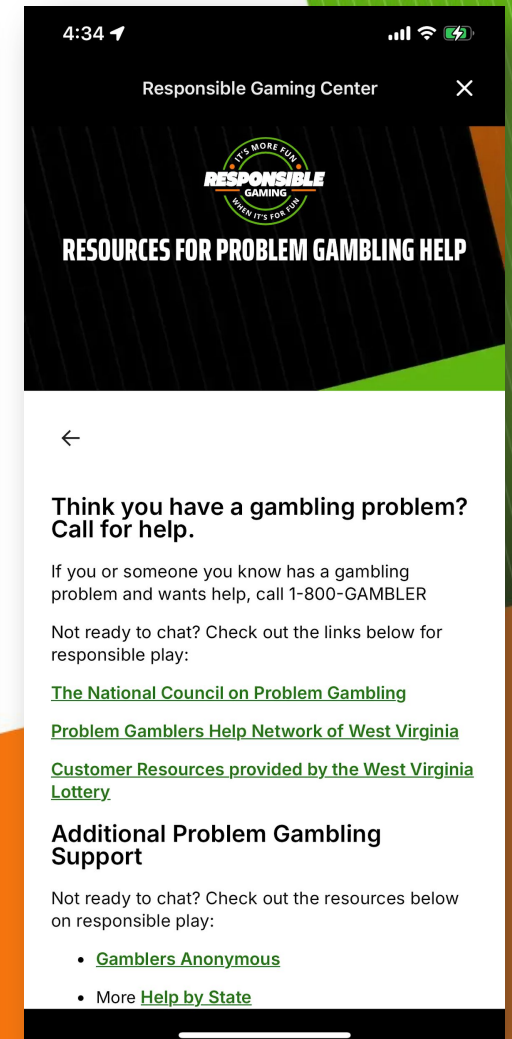 4:34
Responsible Gaming Center
IT'S MORE FUN
RESPONSIBLE
GAMING
WHEN IT'S FOR FUN
RESOURCES FOR PROBLEM GAMBLING HELP
Think you have a gambling problem?
Call for help.
If you or someone you know has a gambling
problem and wants help, call 1-800-GAMBLER
Not ready to chat? Check out the links below for
responsible play:
The National Council on Problem Gambling
Problem Gamblers Help Network of West Virginia
Customer Resources provided by the West Virginia
Lottery
Additional Problem Gambling
Support
Not ready to chat? Check out the resources below
on responsible play:
• Gamblers Anonymous
• More Help by State